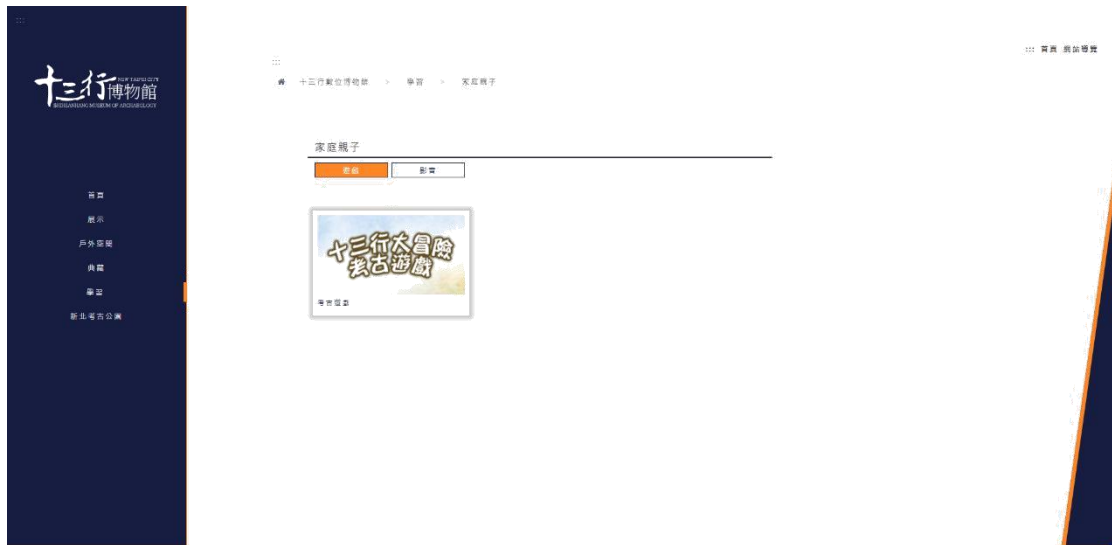 :::
十三行博物館
NEW TAIPEI CITY
SHIHSANHANG MUSEUM OF ARCHAEOLOGY
首頁
展示
戶外空間
典藏
學習
新北考古公園
::: 首頁 網站導覽
:::
十三行數位博物館 > 學習 > 家庭親子
家庭親子
遊戲 影音
十三行大冒險
考古遊戲
考古遊戲